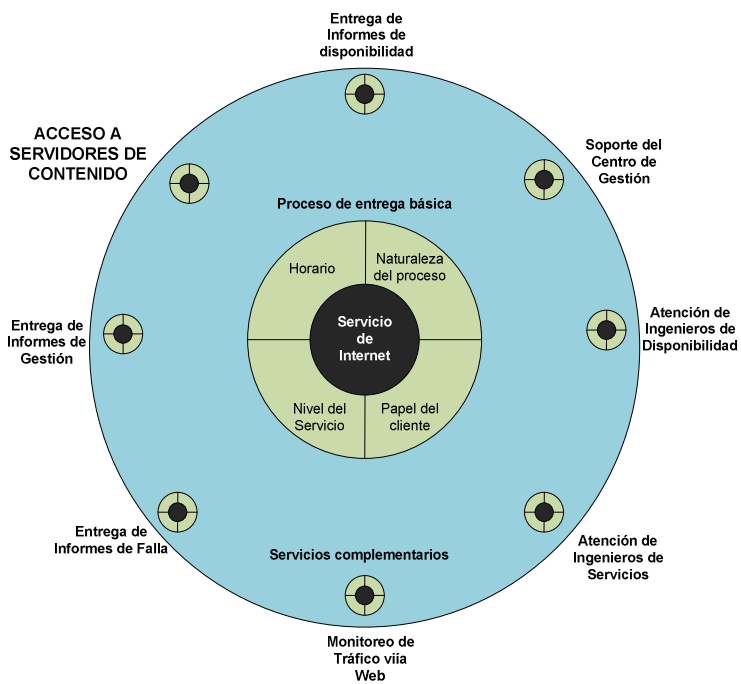 Entrega de
Informes de
disponibilidad
ACCESO A
SERVIDORES DE
CONTENIDO
Soporte del
Centro de
Gestión
Proceso de entrega básica
Horario
Naturaleza
del proceso
Servicio
de
Internet
Nivel del
Servicio
Papel del
cliente
Entrega de
Informes de
Gestión
Atención de
Ingenieros de
Disponibilidad
Entrega de
Informes de Falla
Servicios complementarios
Atención de
Ingenieros de
Servicios
Monitoreo de
Tráfico viía
Web